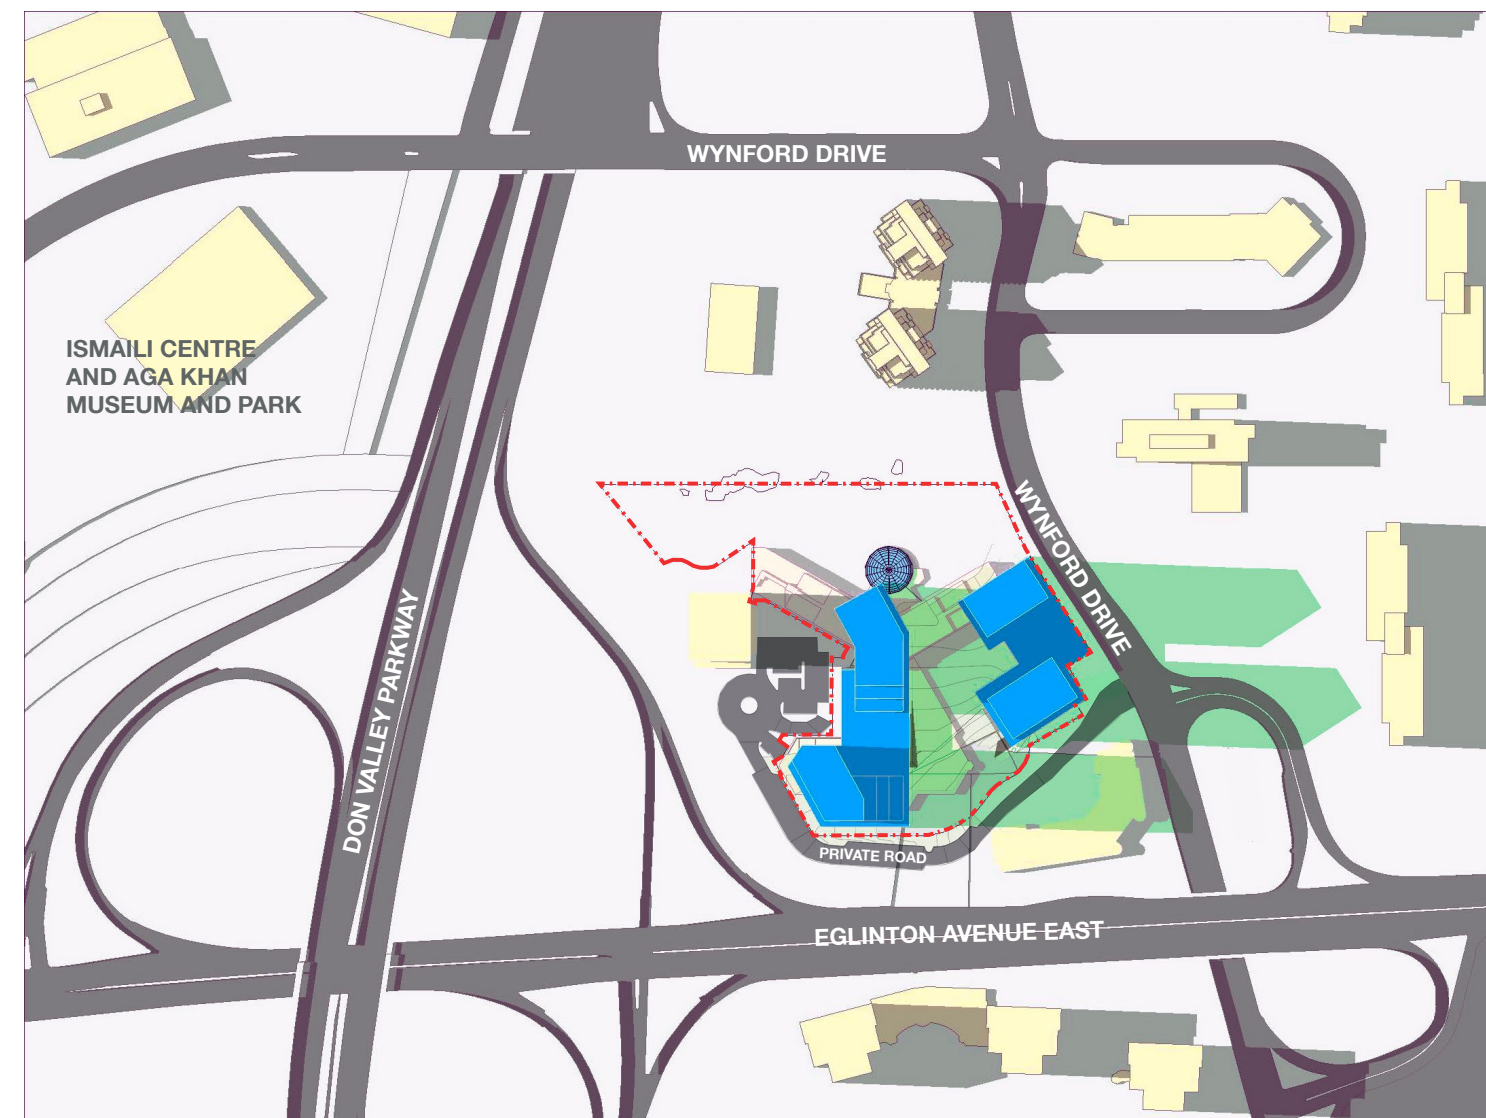 WYNFORD DRIVE
ISMAILI CENTRE
AND AGA KHAN
MUSEUM AND PARK
WYNFORD DRIVE
DON VALLEY PARKWAY
PRIVATE ROAD
EGLINTON AVENUE EAST